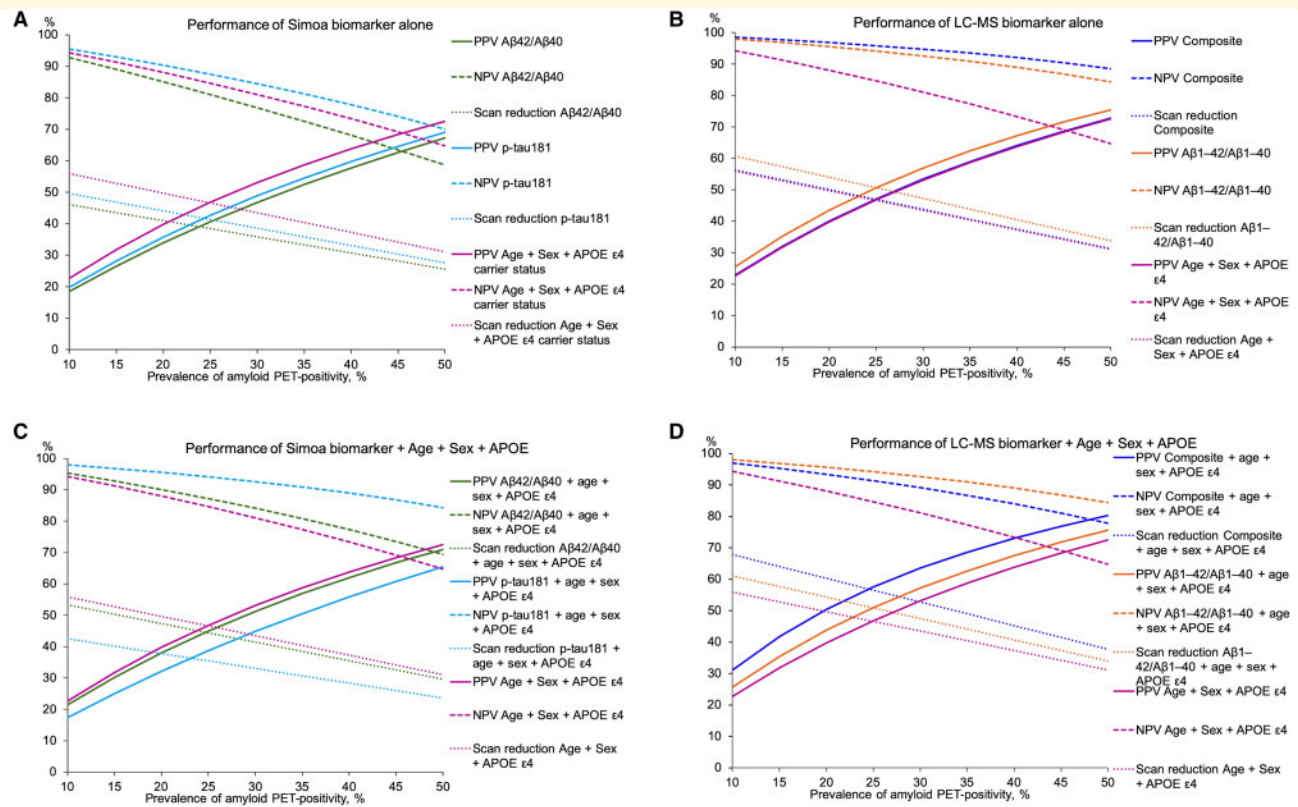 A
%
Performance of Simoa biomarker alone
100
90
80
70
60
50
40
30
20
10
0
10 15 20 25 30 35 40 45 50
Prevalence of amyloid PET-positivity, %
PPV Aβ42/Aβ40
NPV Aβ42/Aβ40
Scan reduction Aβ42/Aβ40
PPV p-tau181
NPV p-tau181
Scan reduction p-tau181
PPV Age + Sex + APOE ε4
carrier status
NPV Age + Sex + APOE ε4
carrier status
Scan reduction Age + Sex
+ APOE ε4 carrier status
B
%
Performance of LC-MS biomarker alone
100
90
80
70
60
50
40
30
20
10
0
10 15 20 25 30 35 40 45 50
Prevalence of amyloid PET-positivity, %
PPV Composite
NPV Composite
Scan reduction
Composite
PPV Aβ1–42/Aβ1–40
NPV Aβ1–42/Aβ1–40
Scan reduction Aβ1–
42/Aβ1–40
PPV Age + Sex + APOE
ε4
NPV Age + Sex + APOE
ε4
Scan reduction Age +
Sex + APOE ε4
C
%
Performance of Simoa biomarker + Age + Sex + APOE
100
90
80
70
60
50
40
30
20
10
0
10 15 20 25 30 35 40 45 50
Prevalence of amyloid PET-positivity, %
PPV Aβ42/Aβ40 + age +
sex + APOE ε4
NPV Aβ42/Aβ40 + age +
sex + APOE ε4
Scan reduction Aβ42/Aβ40
+ age + sex + APOE ε4
PPV p-tau181 + age + sex
+ APOE ε4
NPV p-tau181 + age + sex
+ APOE ε4
Scan reduction p-tau181 +
age + sex + APOE ε4
PPV Age + Sex + APOE ε4
NPV Age + Sex + APOE ε4
Scan reduction Age + Sex
+ APOE ε4
D
%
Performance of LC-MS biomarker + Age + Sex + APOE
100
90
80
70
60
50
40
30
20
10
0
10 15 20 25 30 35 40 45 50
Prevalence of amyloid PET-positivity, %
PPV Composite + age +
sex + APOE ε4
NPV Composite + age +
sex + APOE ε4
Scan reduction Composite
+ age + sex + APOE ε4
PPV Aβ1–42/Aβ1–40 + age
+ sex + APOE ε4
NPV Aβ1–42/Aβ1–40 + age
+ sex + APOE ε4
Scan reduction Aβ1–
42/Aβ1–40 + age + sex +
APOE ε4
PPV Age + Sex + APOE ε4
NPV Age + Sex + APOE ε4
Scan reduction Age + Sex
+ APOE ε4